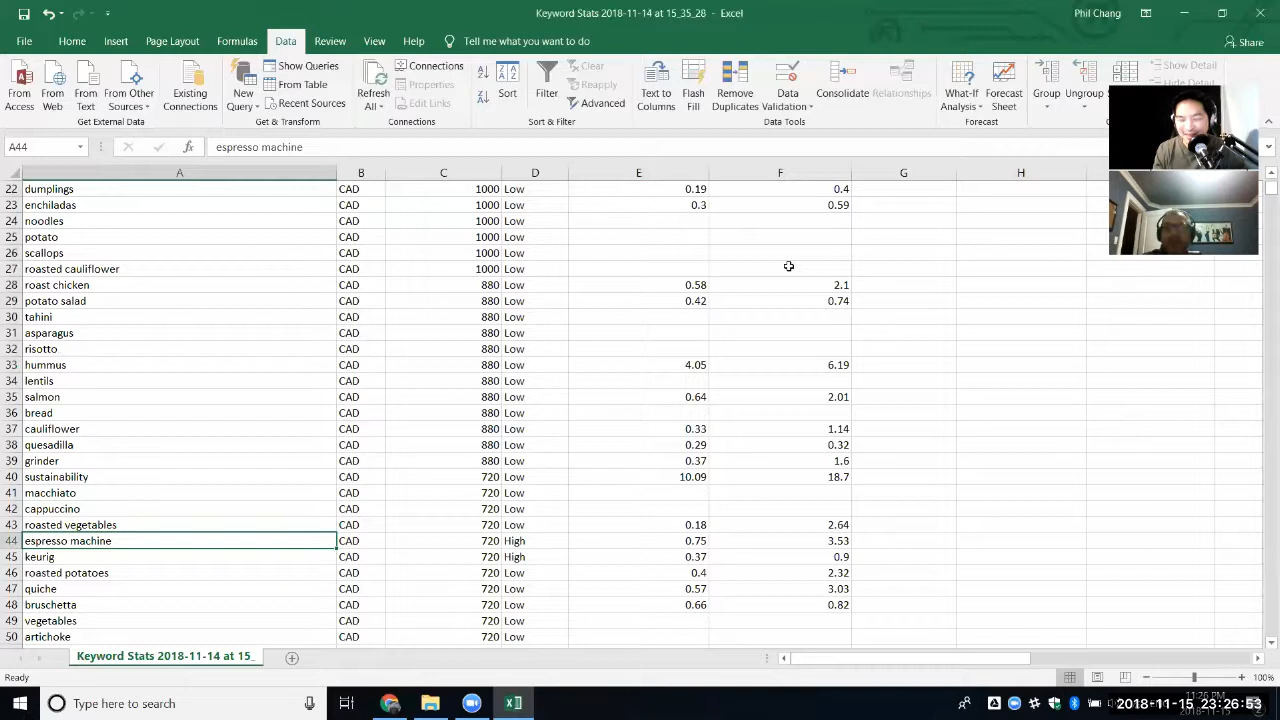 Keyword Stats 2018-11-14 at 15_35_28 - Excel
Phil Chang
File Home Insert Page Layout Formulas Data Review View Help Tell me what you want to do Share
From Access
From Web
From Text
From Other Sources
Existing Connections
Get External Data
New Query
Show Queries
From Table
Recent Sources
Get & Transform
Refresh All
Connections
Properties
Edit Links
Connections
Sort
Filter
Clear
Reapply
Advanced
Sort & Filter
Text to Columns
Flash Fill
Remove Duplicates
Data Validation
Consolidate
Relationships
Data Tools
What-If Analysis
Forecast Sheet
Forecast
Group
Ungroup
Show Detail
Hide Detail
A44 fx espresso machine
A B C D E F G H
22 dumplings CAD 1000 Low 0.19 0.4
23 enchiladas CAD 1000 Low 0.3 0.59
24 noodles CAD 1000 Low
25 potato CAD 1000 Low
26 scallops CAD 1000 Low
27 roasted cauliflower CAD 1000 Low
28 roast chicken CAD 880 Low 0.58 2.1
29 potato salad CAD 880 Low 0.42 0.74
30 tahini CAD 880 Low
31 asparagus CAD 880 Low
32 risotto CAD 880 Low
33 hummus CAD 880 Low 4.05 6.19
34 lentils CAD 880 Low
35 salmon CAD 880 Low 0.64 2.01
36 bread CAD 880 Low
37 cauliflower CAD 880 Low 0.33 1.14
38 quesadilla CAD 880 Low 0.29 0.32
39 grinder CAD 880 Low 0.37 1.6
40 sustainability CAD 720 Low 10.09 18.7
41 macchiato CAD 720 Low
42 cappuccino CAD 720 Low
43 roasted vegetables CAD 720 Low 0.18 2.64
44 espresso machine CAD 720 High 0.75 3.53
45 keurig CAD 720 High 0.37 0.9
46 roasted potatoes CAD 720 Low 0.4 2.32
47 quiche CAD 720 Low 0.57 3.03
48 bruschetta CAD 720 Low 0.66 0.82
49 vegetables CAD 720 Low
50 artichoke CAD 720 Low
Keyword Stats 2018-11-14 at 15_
Ready 100%
Type here to search
11:26 PM
2018-11-15 23:26:53